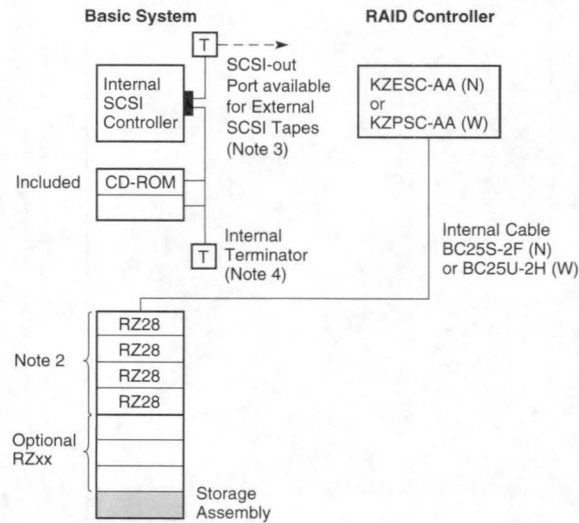 Basic System
RAID Controller
T
SCSI-out
Port available
for External
SCSI Tapes
(Note 3)
Internal
SCSI
Controller
KZESC-AA (N)
or
KZPSC-AA (W)
Included
CD-ROM
T
Internal
Terminator
(Note 4)
Internal Cable
BC25S-2F (N)
or BC25U-2H (W)
Note 2
RZ28
RZ28
RZ28
RZ28
Optional
RZxx
Storage
Assembly